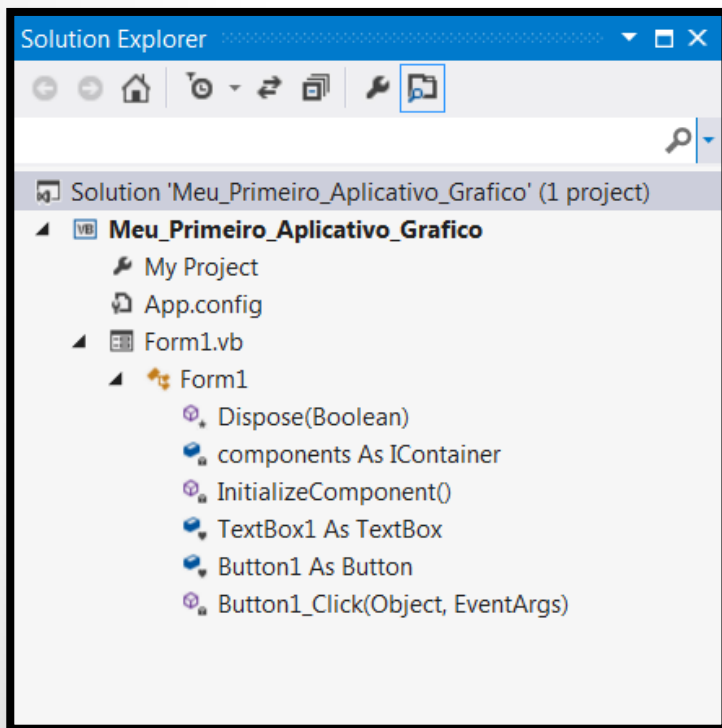 Solution Explorer
Solution 'Meu_Primeiro_Aplicativo_Grafico' (1 project)
VB Meu_Primeiro_Aplicativo_Grafico
My Project
App.config
Form1.vb
Form1
Dispose(Boolean)
components As IContainer
InitializeComponent()
TextBox1 As TextBox
Button1 As Button
Button1_Click(Object, EventArgs)